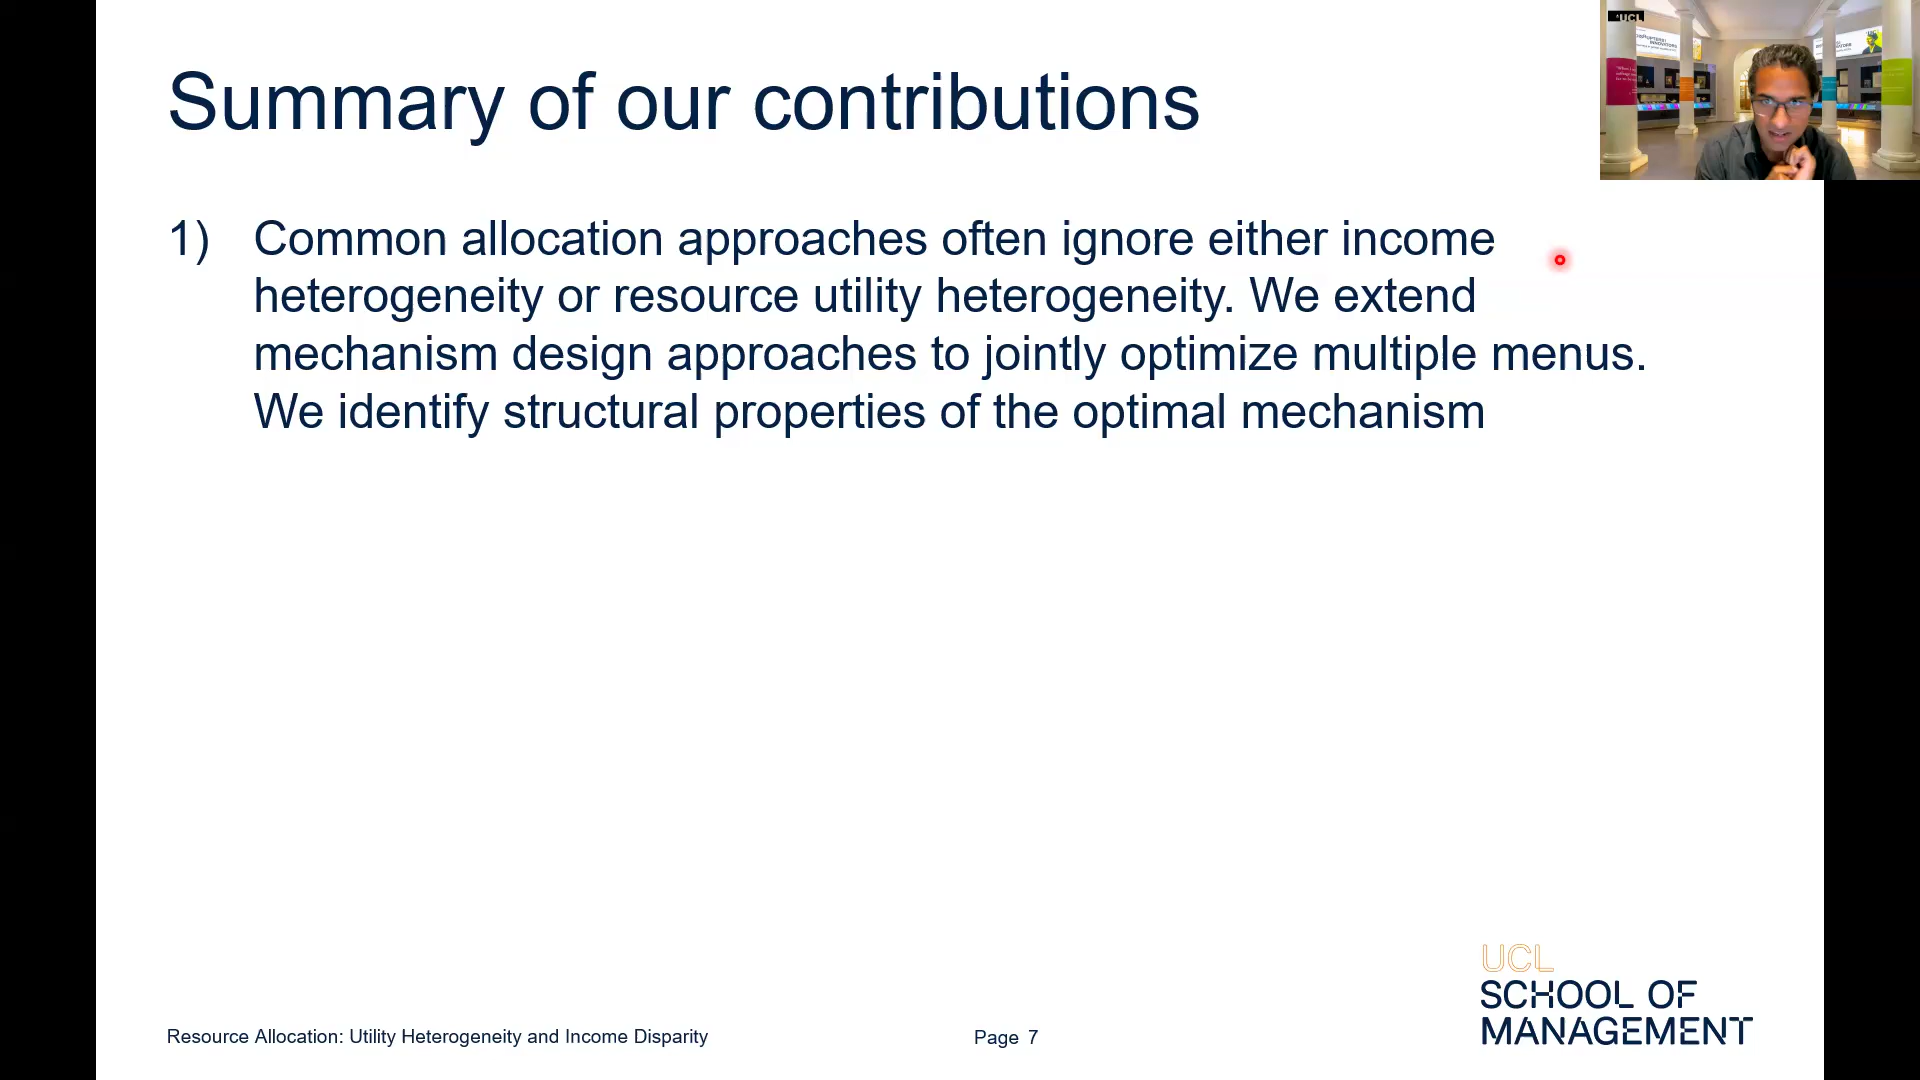 UCL
Summary of our contributions
1) Common allocation approaches often ignore either income
heterogeneity or resource utility heterogeneity. We extend
mechanism design approaches to jointly optimize multiple menus.
We identify structural properties of the optimal mechanism
UCL
SCHOOL OF
MANAGEMENT
Resource Allocation: Utility Heterogeneity and Income Disparity
Page 7